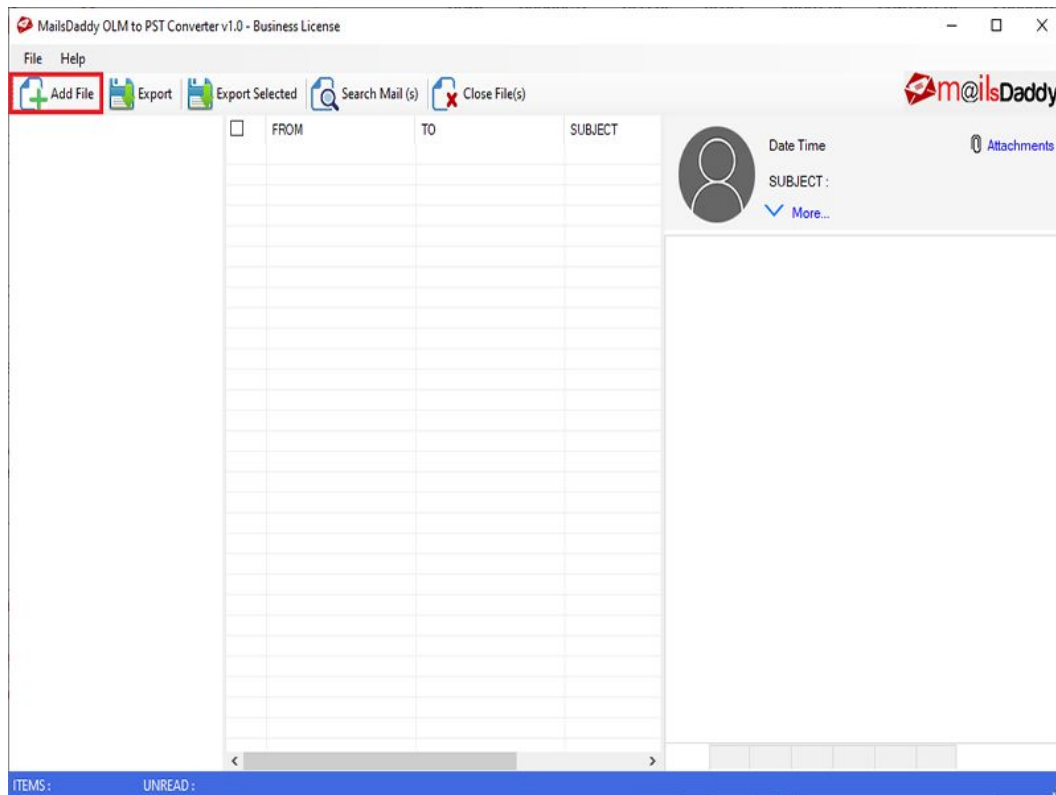 MailsDaddy OLM to PST Converter v1.0 - Business License
File Help
Add File Export Export Selected Search Mail (s) Close File(s)
m@ilsDaddy
FROM TO SUBJECT
Date Time Attachments
SUBJECT :
More...
ITEMS : UNREAD :